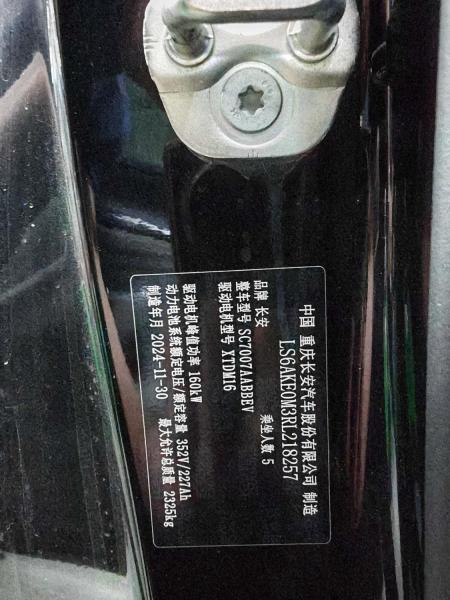 中国 重庆长安汽车股份有限公司 制造
LS6AKE0M3RL218257
品牌 长安 乘坐人数 5
整车型号 SC7007AABBEV
驱动电机型号 XTDM16
驱动电机峰值功率 160kW
动力电池系统额定电压/额定容量 352V/227Ah
制造年月 2024-11-30 最大允许总质量 2325kg